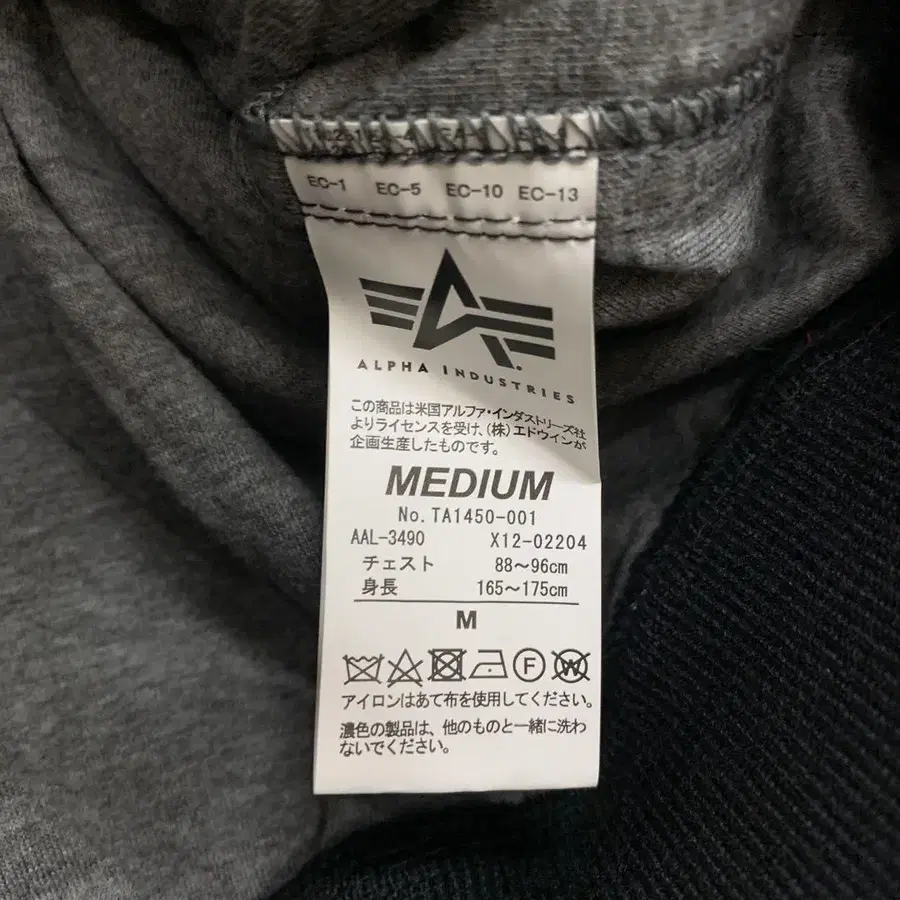 EC-1 EC-5 EC-10 EC-13
ALPHA INDUSTRIES
この商品は米国アルファ・インダストリーズ社
よりライセンスを受け、(株)エドウインが
企画生産したものです。
MEDIUM
No. TA1450-001
AAL-3490 X12-02204
チェスト 88～96cm
身長 165～175cm
M
F
W
アイロンはあて布を使用してください。
濃色の製品は、他のものと一緒に洗わ
ないでください。